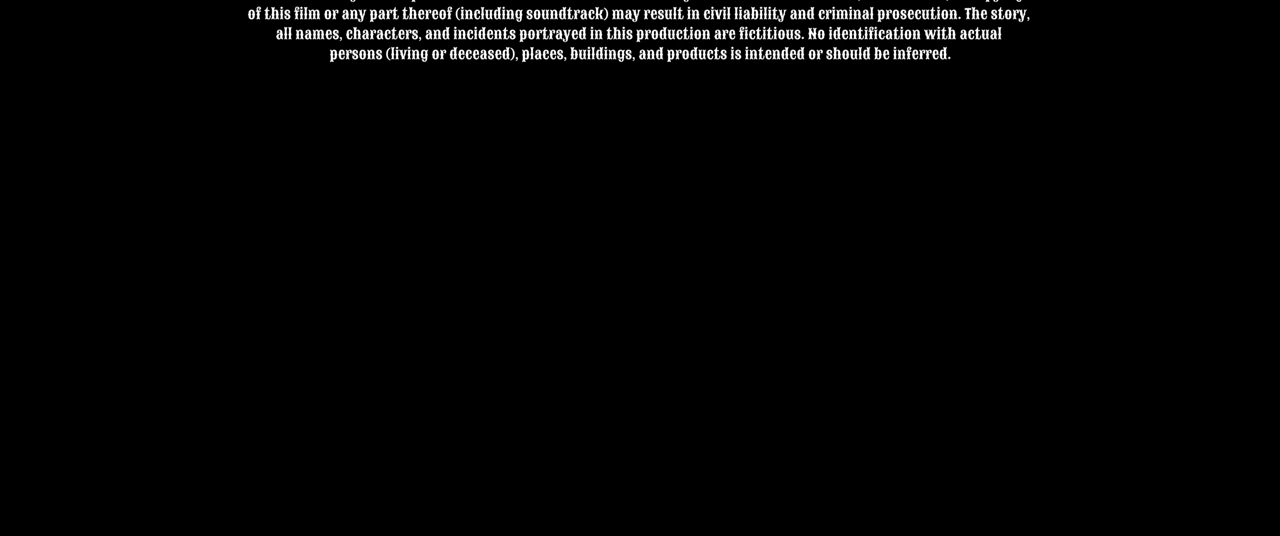 of this film or any part thereof (including soundtrack) may result in civil liability and criminal prosecution. The story,
all names, characters, and incidents portrayed in this production are fictitious. No identification with actual
persons (living or deceased), places, buildings, and products is intended or should be inferred.